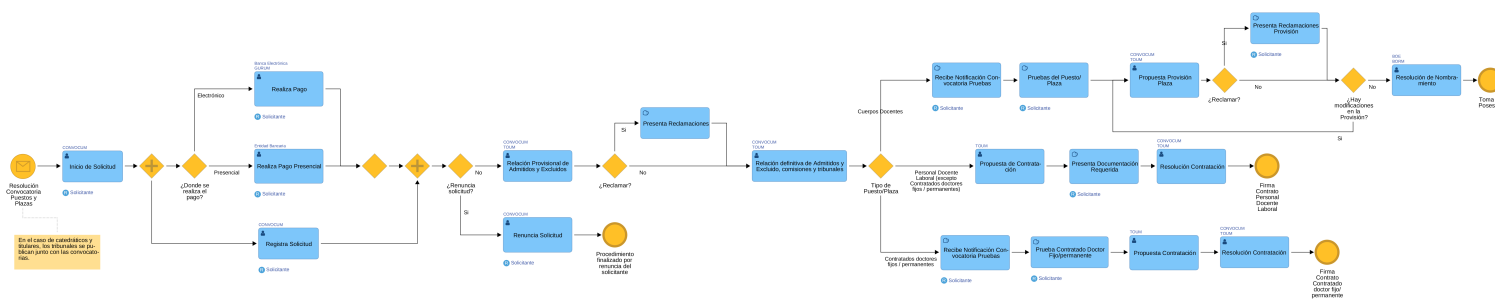 Resolución
Convocatoria
Puestos y
Plazas
En el caso de catedráticos y
titulares, los tribunales se pu-
blican junto con las convocato-
rias.
CONVOCUM
Inicio de Solicitud
Solicitante
¿Donde se
realiza el
pago?
Electrónico
Presencial
Banca Electrónica
GURUM
Realiza Pago
Solicitante
Entidad Bancaria
Realiza Pago Presencial
Solicitante
CONVOCUM
Registra Solicitud
Solicitante
¿Renuncia
solicitud?
No
Si
CONVOCUM
TOUM
Relación Provisional de
Admitidos y Excluidos
CONVOCUM
Renuncia Solicitud
Solicitante
Procedimiento
finalizado por
renuncia del
solicitante
¿Reclamar?
Si
No
Presenta Reclamaciones
Solicitante
CONVOCUM
TOUM
Relación definitiva de Admitidos y
Excluido, comisiones y tribunales
Tipo de
Puesto/Plaza
Cuerpos Docentes
Recibe Notificación Con-
vocatoria Pruebas
Solicitante
Pruebas del Puesto/
Plaza
Solicitante
CONVOCUM
TOUM
Propuesta Provisión
Plaza
¿Reclamar?
Si
No
Presenta Reclamaciones
Provisión
Solicitante
¿Hay
modificaciones
en la
Provisión?
No
Si
BOE
BORM
Resolución de Nombra-
miento
Toma
Poses
Personal Docente
Laboral (excepto
Contratados doctores
fijos / permanentes)
TOUM
Propuesta de Contrata-
ción
Presenta Documentación
Requerida
Solicitante
CONVOCUM
TOUM
Resolución Contratación
Firma
Contrato
Personal
Docente
Laboral
Contratados doctores
fijos / permanentes
Recibe Notificación Con-
vocatoria Pruebas
Solicitante
Prueba Contratado Doctor
Fijo/permanente
Solicitante
TOUM
Propuesta Contratación
CONVOCUM
TOUM
Resolución Contratación
Firma
Contrato
Contratado
doctor fijo/
permanente